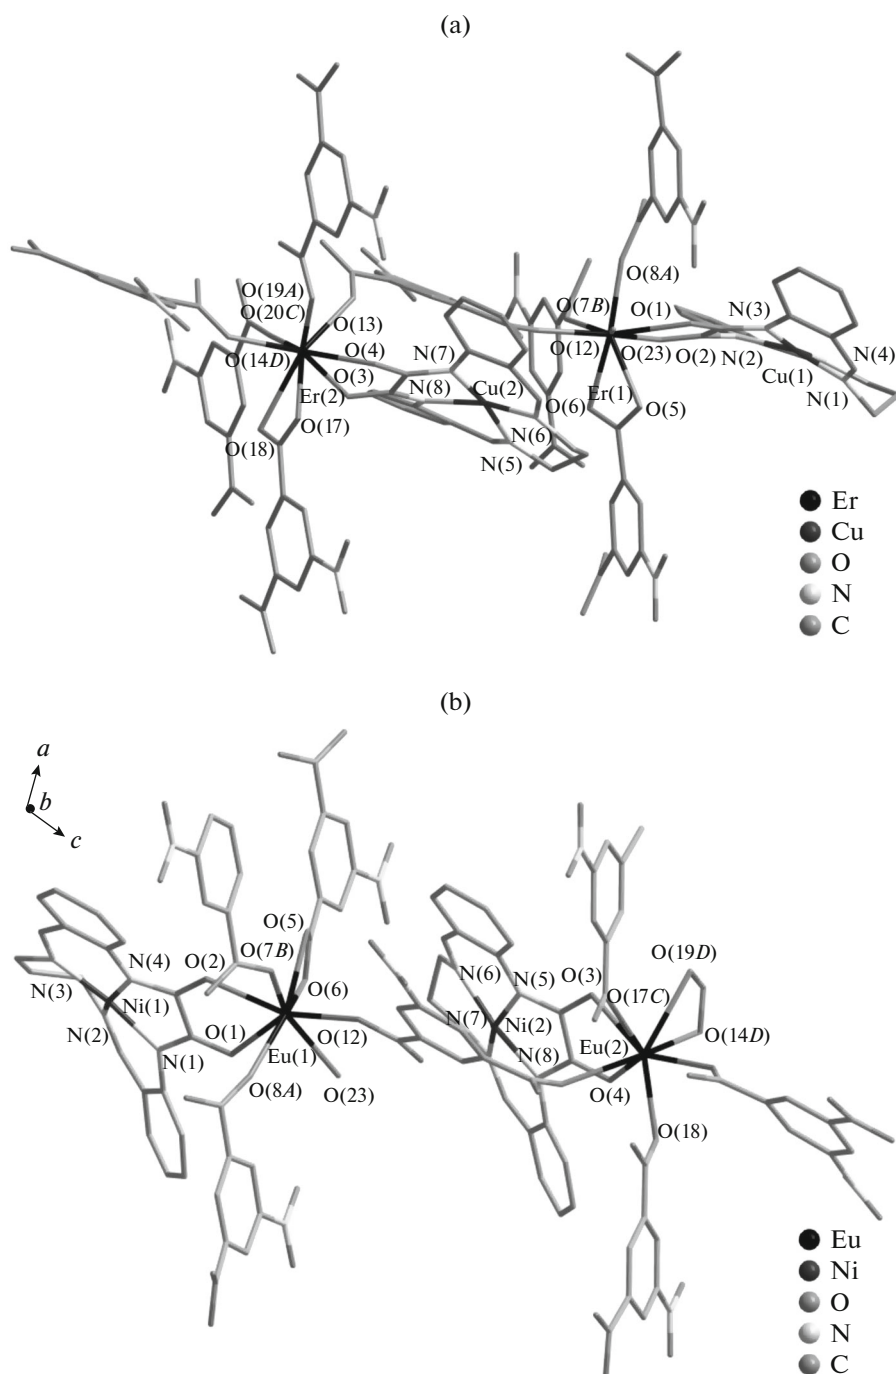 (a)
O(8A)
O(19A)
O(20C)
O(7B)
O(1)
N(3)
O(13)
O(14D)
O(4)
N(7)
O(12)
O(23)
O(2)
N(2)
N(4)
O(3)
Er(2)
N(8)
Cu(2)
Er(1)
Cu(1)
N(1)
O(6)
O(5)
O(17)
O(18)
N(6)
N(5)
Er
Cu
O
N
C
(b)
a
b
c
O(5)
O(7B)
O(2)
N(4)
O(6)
N(3)
Ni(1)
O(12)
N(2)
O(1)
N(1)
Eu(1)
O(8A)
O(23)
O(19D)
N(6)
N(5)
O(3)
O(17C)
N(7)
Ni(2)
O(14D)
Eu(2)
N(8)
O(4)
O(18)
Eu
Ni
O
N
C